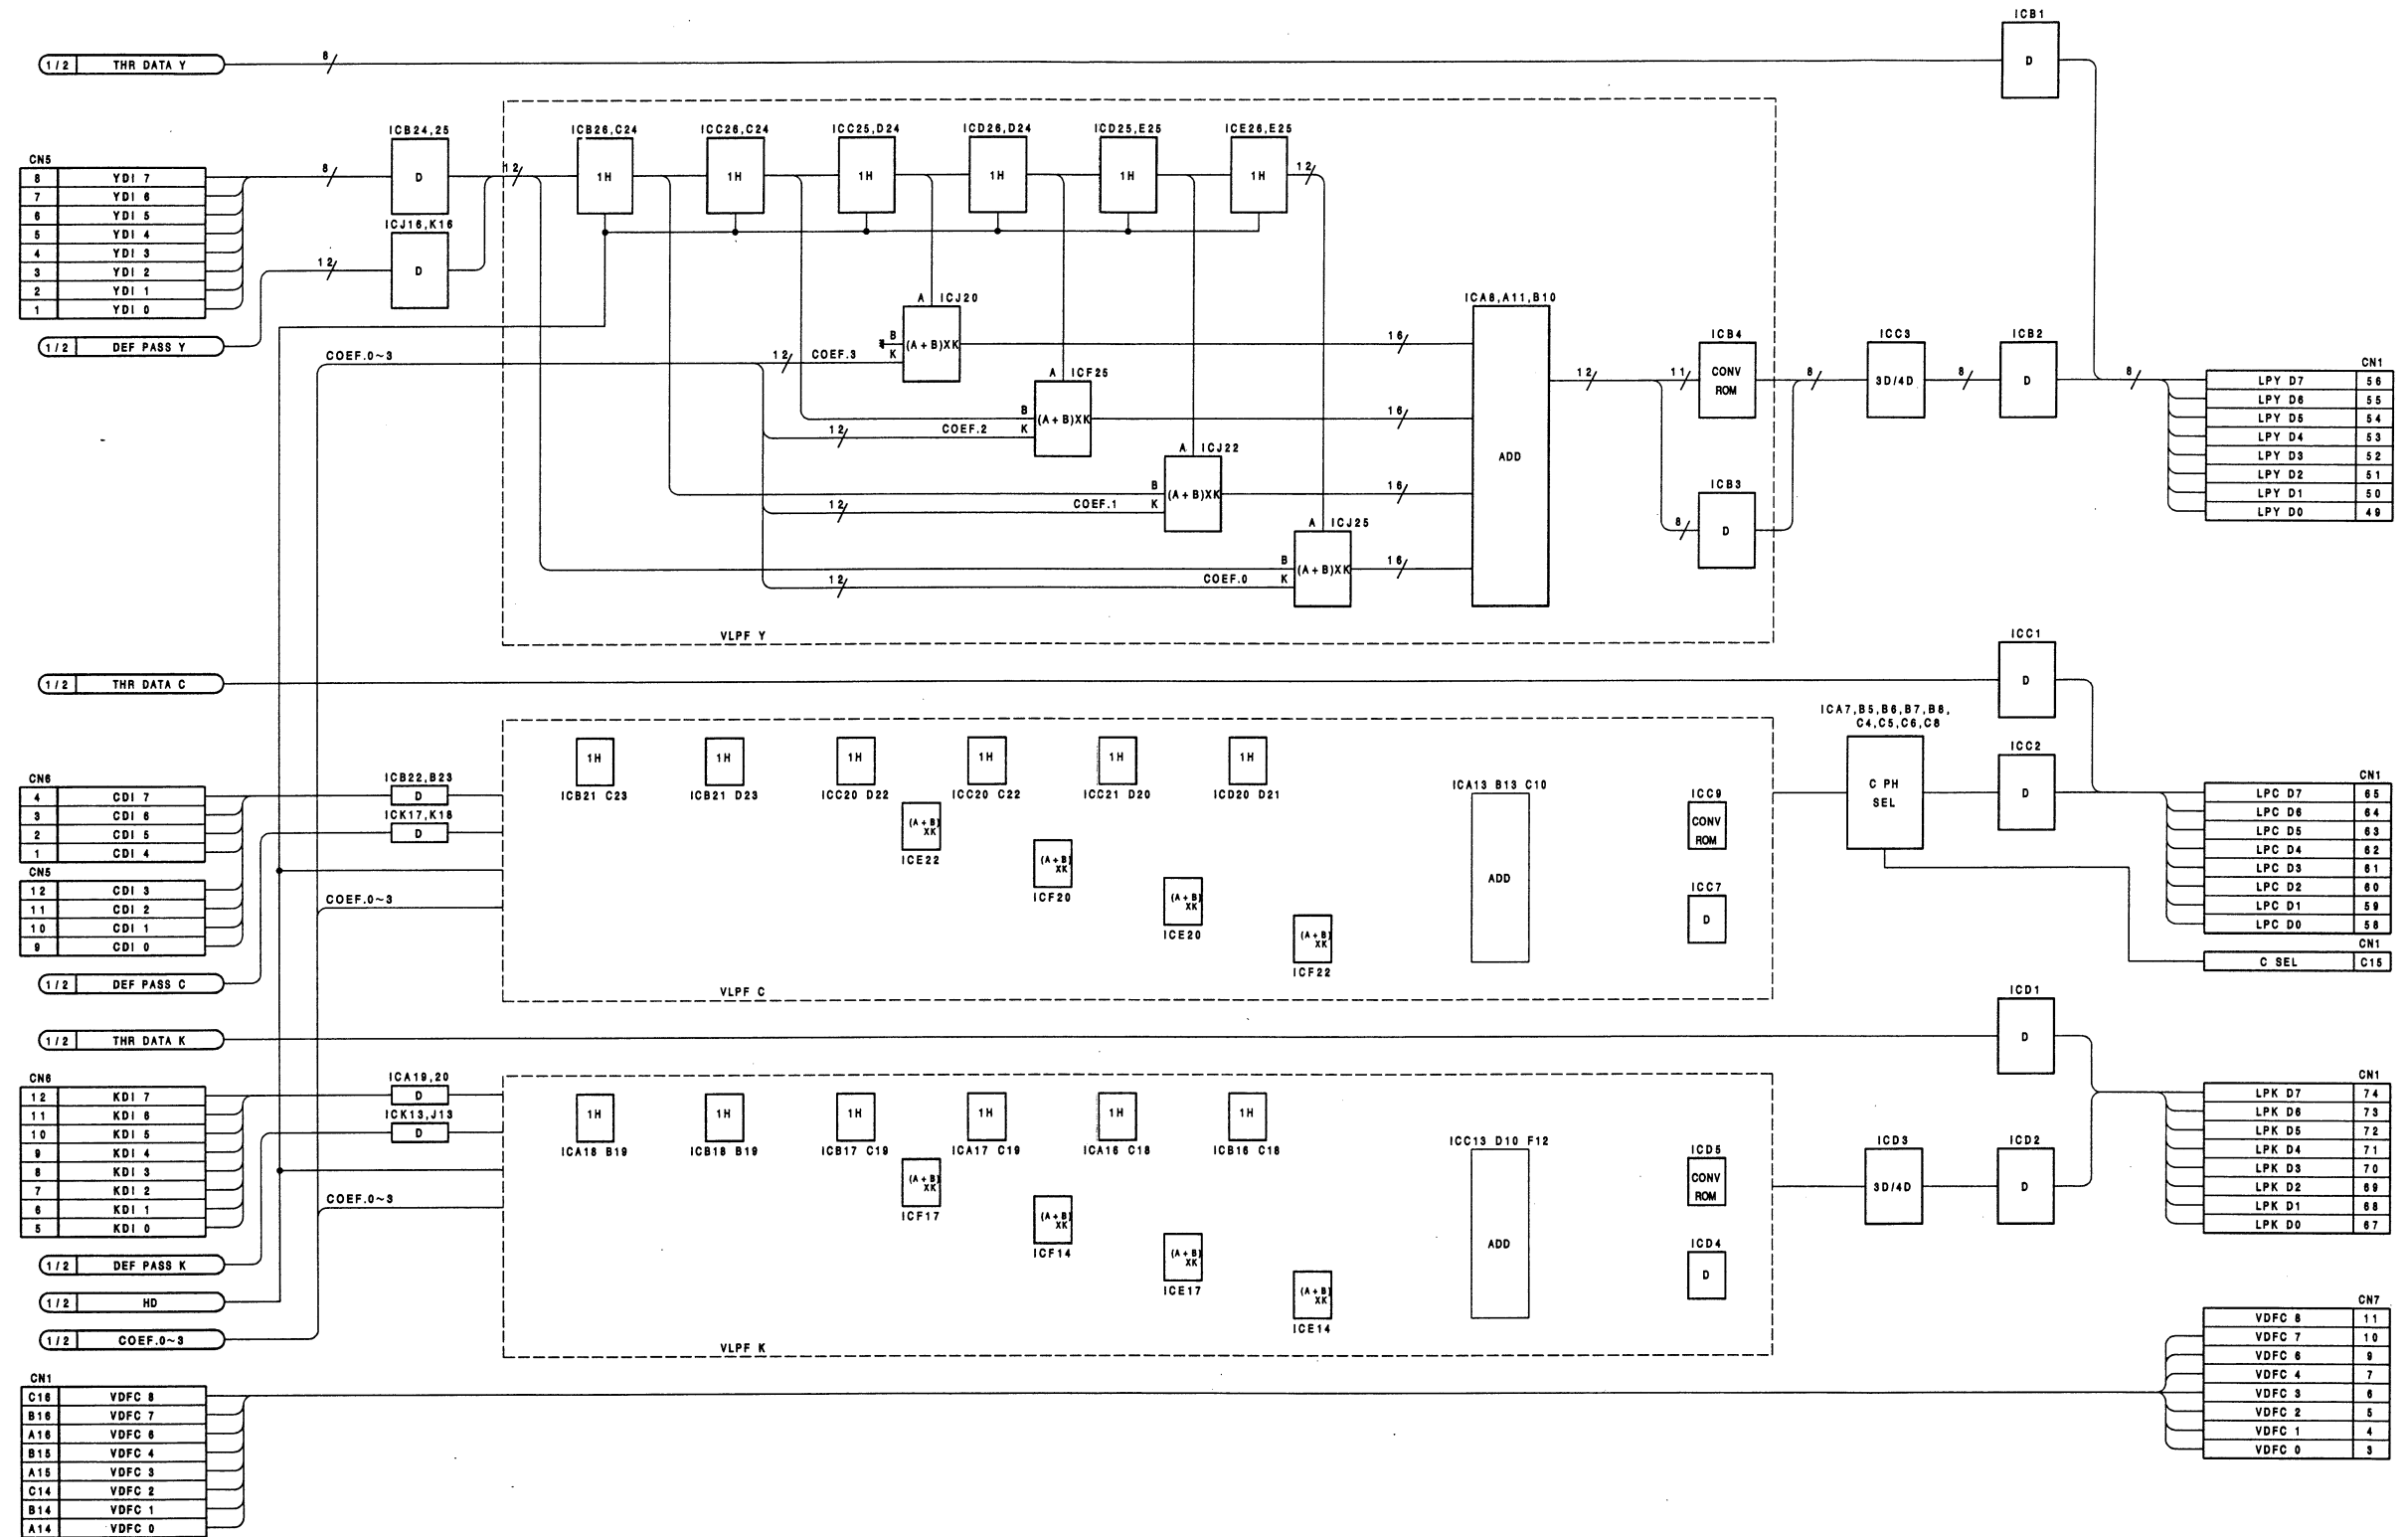 ICB1
1/2 THR DATA Y 8 D
ICB24,25 ICB26,C24 ICC26,C24 ICC25,D24 ICD26,D24 ICD25,E25 ICE26,E25
CN5
8 YDI 7 8 D 12 1H 1H 1H 1H 1H 1H 12
7 YDI 6
6 YDI 5
5 YDI 4
4 YDI 3
3 YDI 2
2 YDI 1
1 YDI 0
ICJ16,K16
12 D
1/2 DEF PASS Y
COEF.0~3 12 COEF.3
A ICJ20
B
K
(A+B)XK 16
A ICF25
B
K
12 COEF.2
(A+B)XK 16
A ICJ22
B
K
12 COEF.1
(A+B)XK 16
A ICJ25
B
K
12 COEF.0
(A+B)XK 16
ICA8,A11,B10
ADD
12 11
ICB4
CONV
ROM
8
ICB3
8 D
ICC3
3D/4D
8
ICB2
D
8
CN1
LPY D7 56
LPY D6 55
LPY D5 54
LPY D4 53
LPY D3 52
LPY D2 51
LPY D1 50
LPY D0 49
VLPF Y
ICC1
1/2 THR DATA C D
CN6
4 CDI 7
3 CDI 6
2 CDI 5
1 CDI 4
CN5
12 CDI 3
11 CDI 2
10 CDI 1
9 CDI 0
1/2 DEF PASS C
ICB22,B23
D
ICK17,K18
D
COEF.0~3
1H 1H 1H 1H 1H 1H
ICB21 C23 ICB21 D23 ICC20 D22 ICC20 C22 ICC21 D20 ICD20 D21
(A+B)
XK
ICE22
(A+B)
XK
ICF20
(A+B)
XK
ICE20
(A+B)
XK
ICF22
ICA13 B13 C10
ADD
ICC9
CONV
ROM
ICC7
D
VLPF C
ICA7,B5,B6,B7,B8,
C4,C5,C6,C8
C PH
SEL
ICC2
D
CN1
LPC D7 65
LPC D6 64
LPC D5 63
LPC D4 62
LPC D3 61
LPC D2 60
LPC D1 59
LPC D0 58
CN1
C SEL C15
ICD1
1/2 THR DATA K D
CN6
12 KDI 7
11 KDI 6
10 KDI 5
9 KDI 4
8 KDI 3
7 KDI 2
6 KDI 1
5 KDI 0
1/2 DEF PASS K
1/2 HD
1/2 COEF.0~3
ICA19,20
D
ICK13,J13
D
COEF.0~3
1H 1H 1H 1H 1H 1H
ICA18 B19 ICB18 B19 ICB17 C19 ICA17 C19 ICA16 C18 ICB16 C18
(A+B)
XK
ICF17
(A+B)
XK
ICF14
(A+B)
XK
ICE17
(A+B)
XK
ICE14
ICC13 D10 F12
ADD
ICD5
CONV
ROM
ICD4
D
VLPF K
ICD3
3D/4D
ICD2
D
CN1
LPK D7 74
LPK D6 73
LPK D5 72
LPK D4 71
LPK D3 70
LPK D2 69
LPK D1 68
LPK D0 67
CN1
C16 VDFC 8
B16 VDFC 7
A16 VDFC 6
B15 VDFC 4
A15 VDFC 3
C14 VDFC 2
B14 VDFC 1
A14 VDFC 0
CN7
VDFC 8 11
VDFC 7 10
VDFC 6 9
VDFC 4 7
VDFC 3 6
VDFC 2 5
VDFC 1 4
VDFC 0 3